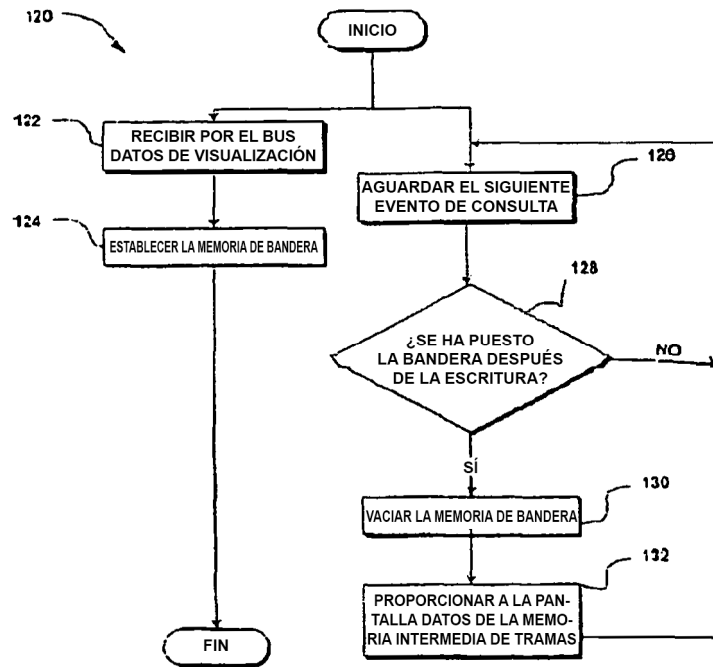 120
INICIO
122
RECIBIR POR EL BUS
DATOS DE VISUALIZACIÓN
124
ESTABLECER LA MEMORIA DE BANDERA
126
AGUARDAR EL SIGUIENTE
EVENTO DE CONSULTA
128
¿SE HA PUESTO
LA BANDERA DESPUÉS
DE LA ESCRITURA?
NO
SÍ
130
VACIAR LA MEMORIA DE BANDERA
132
PROPORCIONAR A LA PAN-
TALLA DATOS DE LA MEMO-
RIA INTERMEDIA DE TRAMAS
FIN